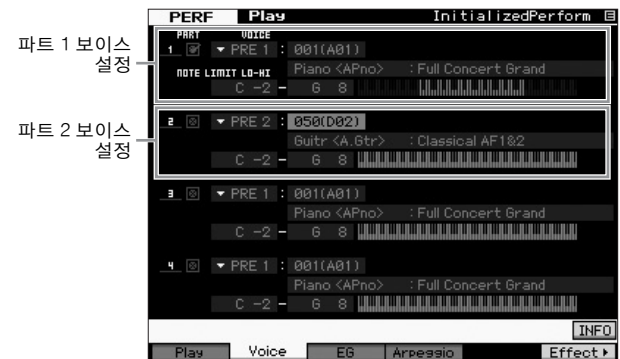 PERF Play InitializedPerform
파트 1 보이스
설정
PART VOICE
1 PRE 1 : 001(A01)
Piano <APno> : Full Concert Grand
NOTE LIMIT LO-HI
C -2 - G 8
파트 2 보이스
설정
2 PRE 2 : 050(D02)
Guitr <A.Gtr> : Classical AF1&2
C -2 - G 8
3 PRE 1 : 001(A01)
Piano <APno> : Full Concert Grand
C -2 - G 8
4 PRE 1 : 001(A01)
Piano <APno> : Full Concert Grand
C -2 - G 8
INFO
Play Voice EG Arpeggio Effect